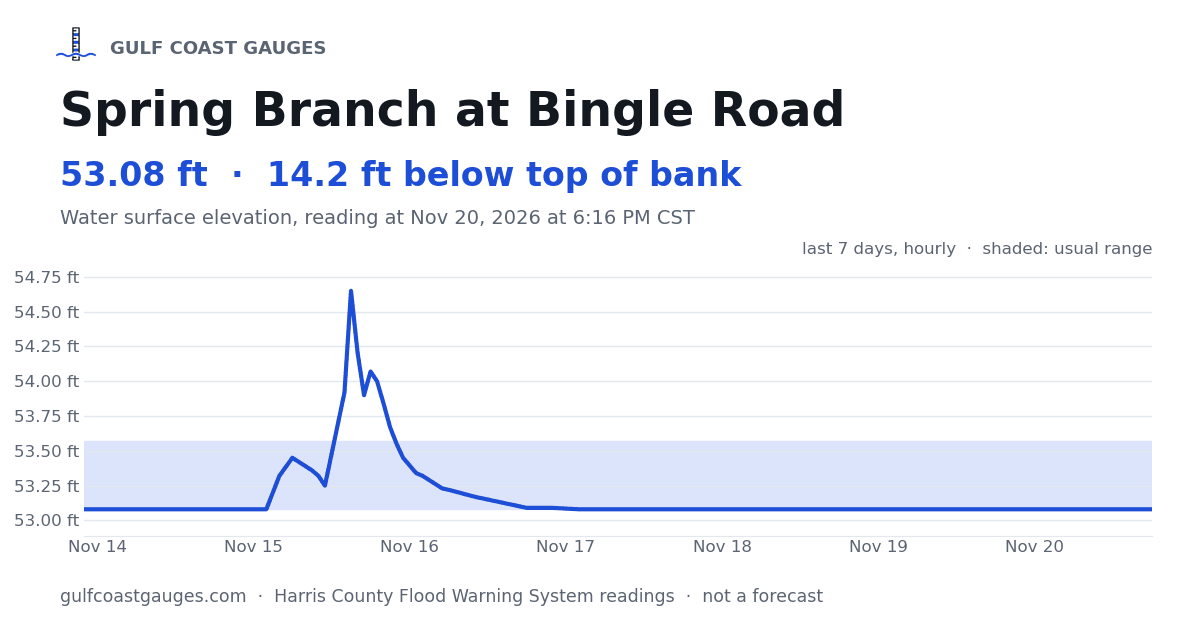 GULF COAST GAUGES
Spring Branch at Bingle Road
53.08 ft · 14.2 ft below top of bank
Water surface elevation, reading at Nov 20, 2026 at 6:16 PM CST
last 7 days, hourly · shaded: usual range
54.75 ft
54.50 ft
54.25 ft
54.00 ft
53.75 ft
53.50 ft
53.25 ft
53.00 ft
Nov 14 Nov 15 Nov 16 Nov 17 Nov 18 Nov 19 Nov 20
gulfcoastgauges.com · Harris County Flood Warning System readings · not a forecast